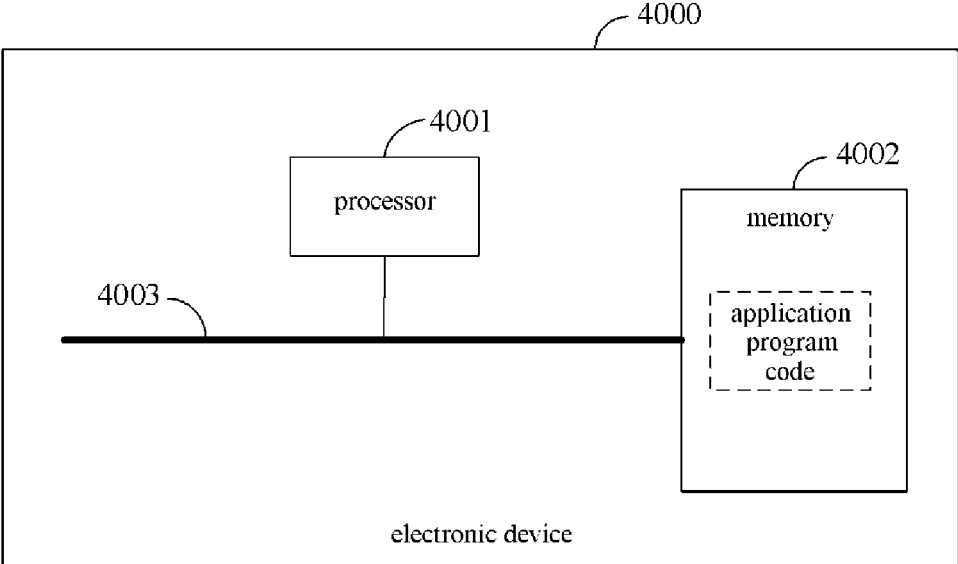 4000
4001
processor
4002
memory
4003
application
program
code
electronic device